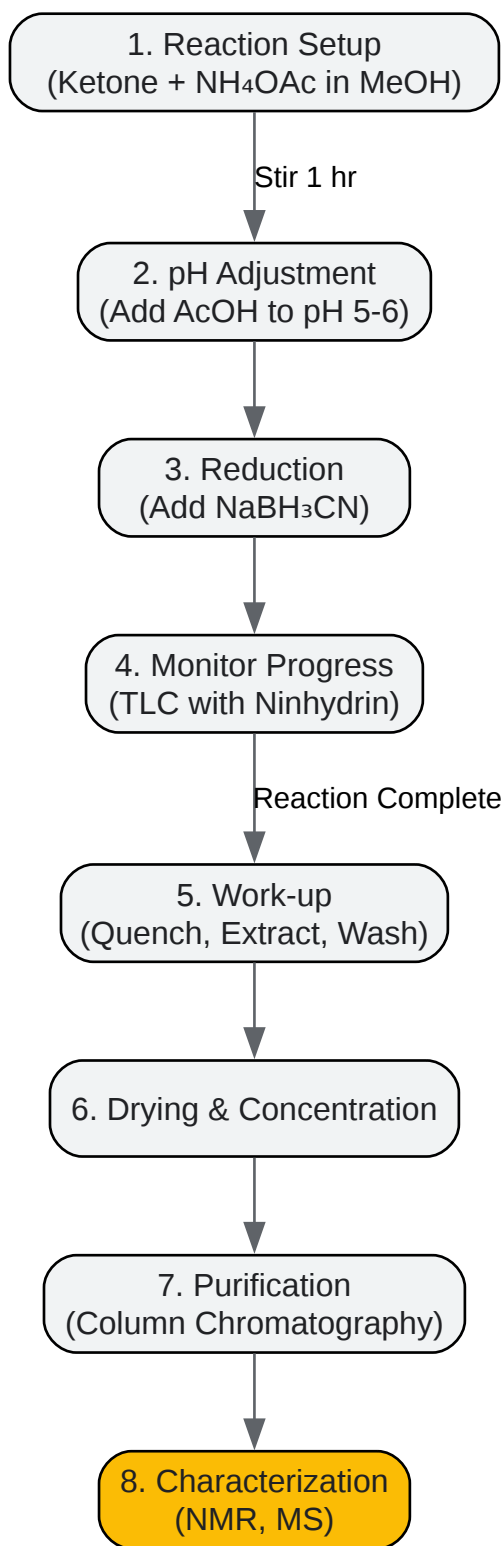 1. Reaction Setup
(Ketone + NH₄OAc in MeOH)
Stir 1 hr
2. pH Adjustment
(Add AcOH to pH 5-6)
3. Reduction
(Add NaBH₃CN)
4. Monitor Progress
(TLC with Ninhydrin)
Reaction Complete
5. Work-up
(Quench, Extract, Wash)
6. Drying & Concentration
7. Purification
(Column Chromatography)
8. Characterization
(NMR, MS)